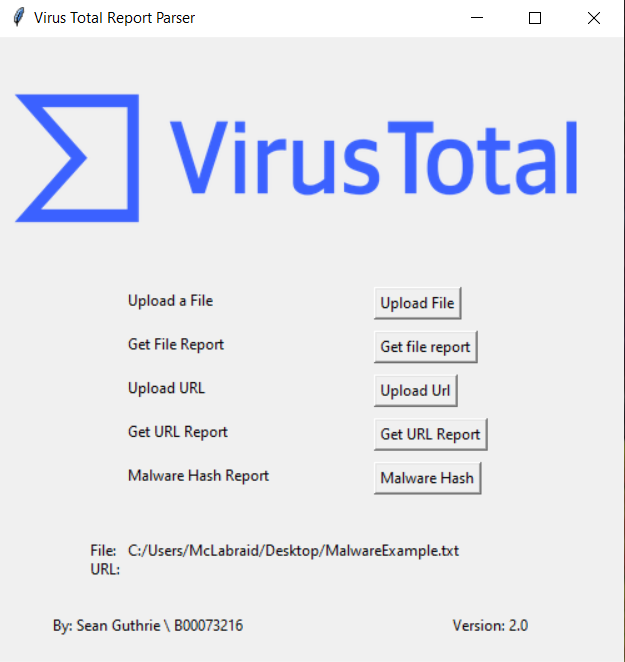 Virus Total Report Parser
VirusTotal
Upload a File Upload File
Get File Report Get file report
Upload URL Upload Url
Get URL Report Get URL Report
Malware Hash Report Malware Hash
File: C:/Users/McLabraid/Desktop/MalwareExample.txt
URL:
By: Sean Guthrie \ B00073216 Version: 2.0